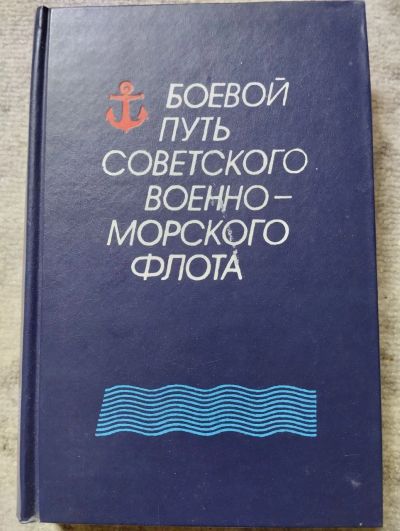 БОЕВОЙ
ПУТЬ
СОВЕТСКОГО
ВОЕННО-
МОРСКОГО
ФЛОТА